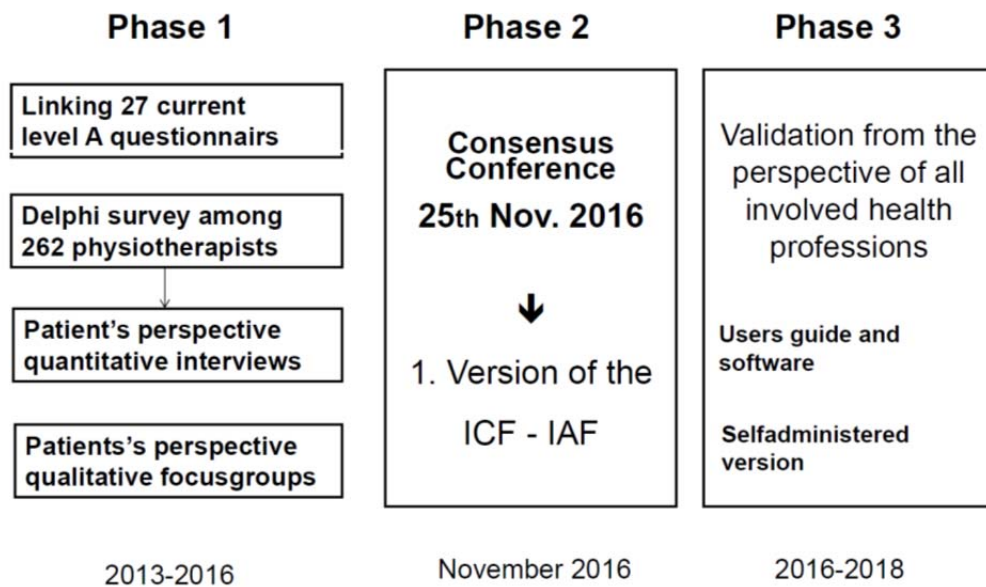 Phase 1
Linking 27 current
level A questionnairs
Delphi survey among
262 physiotherapists
Patient's perspective
quantitative interviews
Patients's perspective
qualitative focusgroups
2013-2016
Phase 2
Consensus
Conference
25th Nov. 2016
1. Version of the
ICF - IAF
November 2016
Phase 3
Validation from the
perspective of all
involved health
professions
Users guide and
software
Selfadministered
version
2016-2018